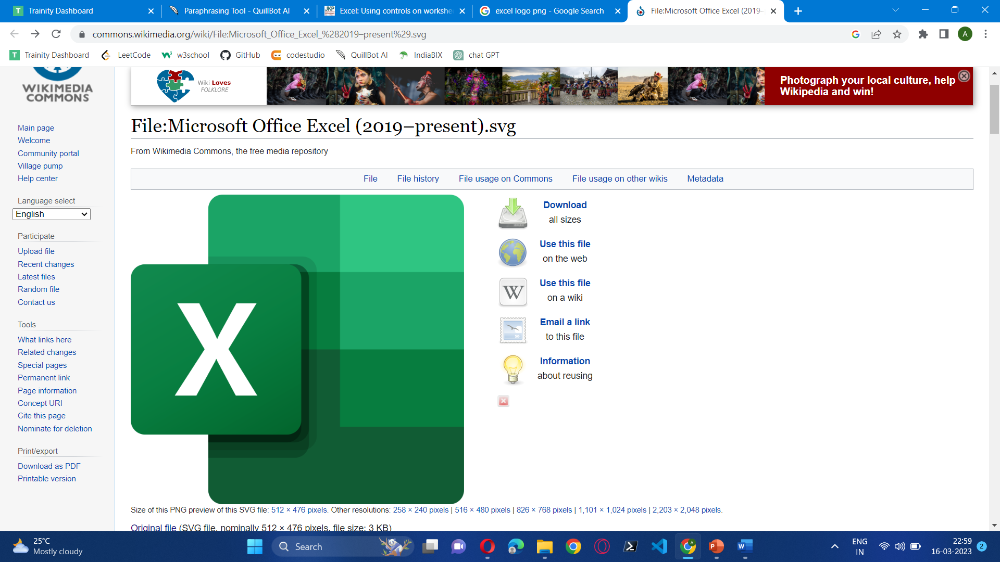 Trainity Dashboard
Paraphrasing Tool - QuillBot AI
Excel: Using controls on workshe
excel logo png - Google Search
File:Microsoft Office Excel (2019–
commons.wikimedia.org/wiki/File:Microsoft_Office_Excel_%282019–present%29.svg
A
Trainity Dashboard
LeetCode
w3school
GitHub
codestudio
QuillBot AI
IndiaBIX
chat GPT
WIKIMEDIA
COMMONS
Wiki Loves
FOLKLORE
Photograph your local culture, help
Wikipedia and win!
Main page
Welcome
Community portal
Village pump
Help center
Language select
English
Participate
Upload file
Recent changes
Latest files
Random file
Contact us
Tools
What links here
Related changes
Special pages
Permanent link
Page information
Concept URI
Cite this page
Nominate for deletion
Print/export
Download as PDF
Printable version
File:Microsoft Office Excel (2019–present).svg
From Wikimedia Commons, the free media repository
File File history File usage on Commons File usage on other wikis Metadata
X
Download
all sizes
Use this file
on the web
W
Use this file
on a wiki
Email a link
to this file
Information
about reusing
Size of this PNG preview of this SVG file: 512 × 476 pixels. Other resolutions: 258 × 240 pixels | 516 × 480 pixels | 826 × 768 pixels | 1,101 × 1,024 pixels | 2,203 × 2,048 pixels.
Original file (SVG file, nominally 512 × 476 pixels, file size: 3 KB)
25°C
Mostly cloudy
Search
ENG
IN
22:59
16-03-2023
2